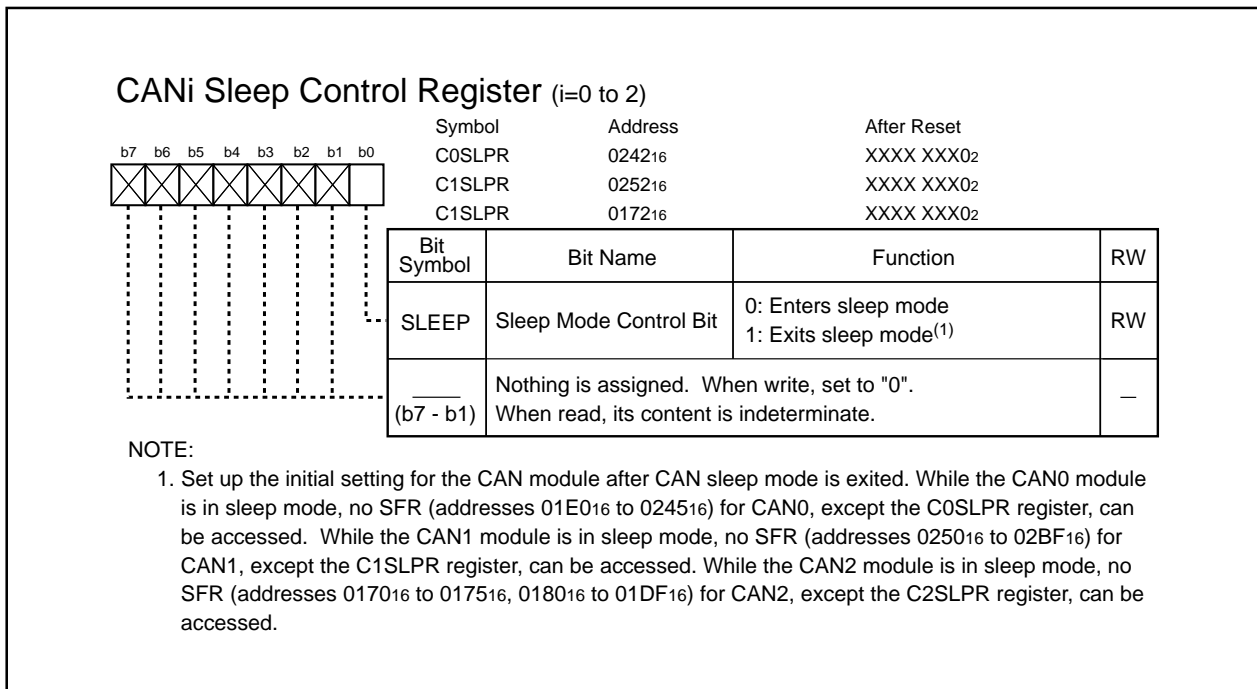 CANi Sleep Control Register (i=0 to 2)
Symbol Address After Reset
b7 b6 b5 b4 b3 b2 b1 b0
C0SLPR 024216 XXXX XXX02
C1SLPR 025216 XXXX XXX02
C1SLPR 017216 XXXX XXX02
Bit Symbol Bit Name Function RW
SLEEP Sleep Mode Control Bit 0: Enters sleep mode
1: Exits sleep mode(1) RW
(b7 - b1) Nothing is assigned. When write, set to "0".
When read, its content is indeterminate. –
NOTE:
1. Set up the initial setting for the CAN module after CAN sleep mode is exited. While the CAN0 module
is in sleep mode, no SFR (addresses 01E016 to 024516) for CAN0, except the C0SLPR register, can
be accessed. While the CAN1 module is in sleep mode, no SFR (addresses 025016 to 02BF16) for
CAN1, except the C1SLPR register, can be accessed. While the CAN2 module is in sleep mode, no
SFR (addresses 017016 to 017516, 018016 to 01DF16) for CAN2, except the C2SLPR register, can be
accessed.